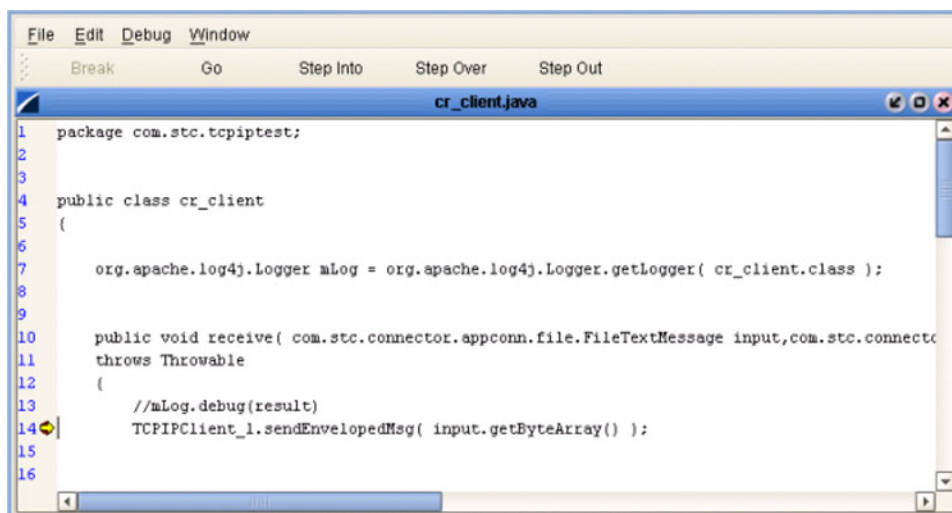 File Edit Debug Window
Break Go Step Into Step Over Step Out
cr_client.java
1 package com.stc.tcpiptest;
2
3
4 public class cr_client
5 {
6
7 org.apache.log4j.Logger mLog = org.apache.log4j.Logger.getLogger( cr_client.class );
8
9
10 public void receive( com.stc.connector.appconn.file.FileTextMessage input,com.stc.connecto
11 throws Throwable
12 {
13 //mLog.debug(result)
14 TCPIPClient_1.sendEnvelopedMsg( input.getByteArray() );
15
16